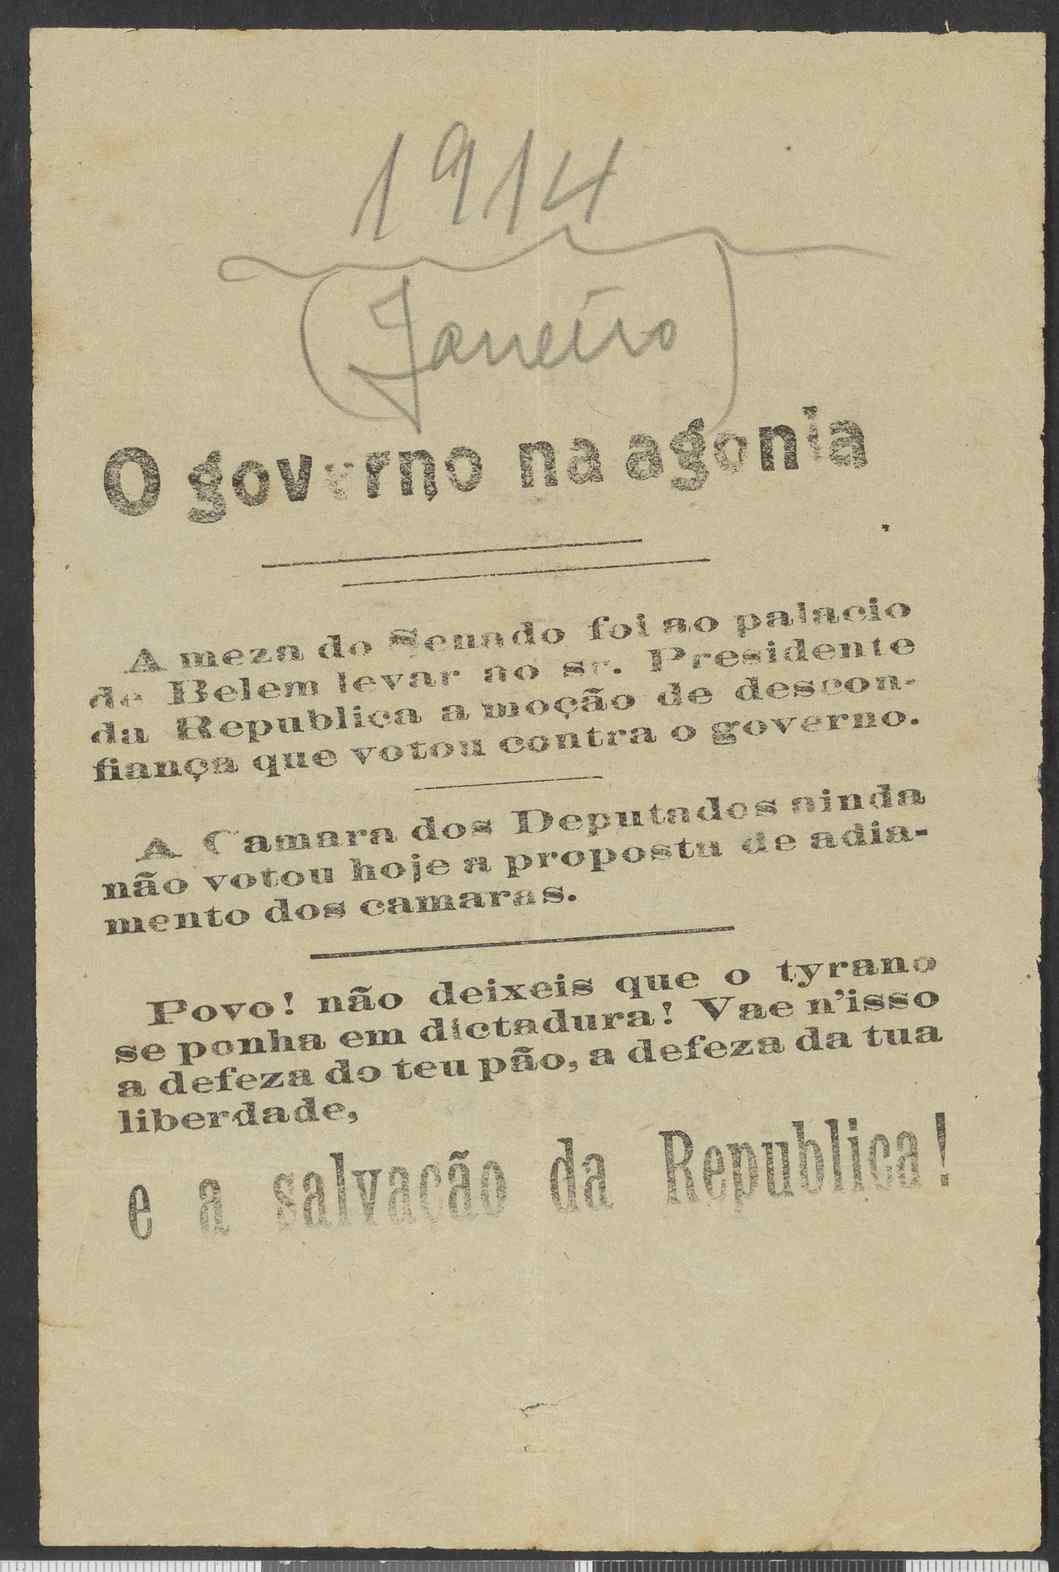 1914
(Janeiro)
O governo na agonia
A meza do Senado foi ao palacio
de Belem levar ao sr. Presidente
da Republica a moção de descon-
fiança que votou contra o governo.
A Camara dos Deputados ainda
não votou hoje a proposta de adia-
mento dos camaras.
Povo! não deixeis que o tyrano
se ponha em dictadura! Vae n'isso
a defeza do teu pão, a defeza da tua
liberdade,
e a salvação da Republica!